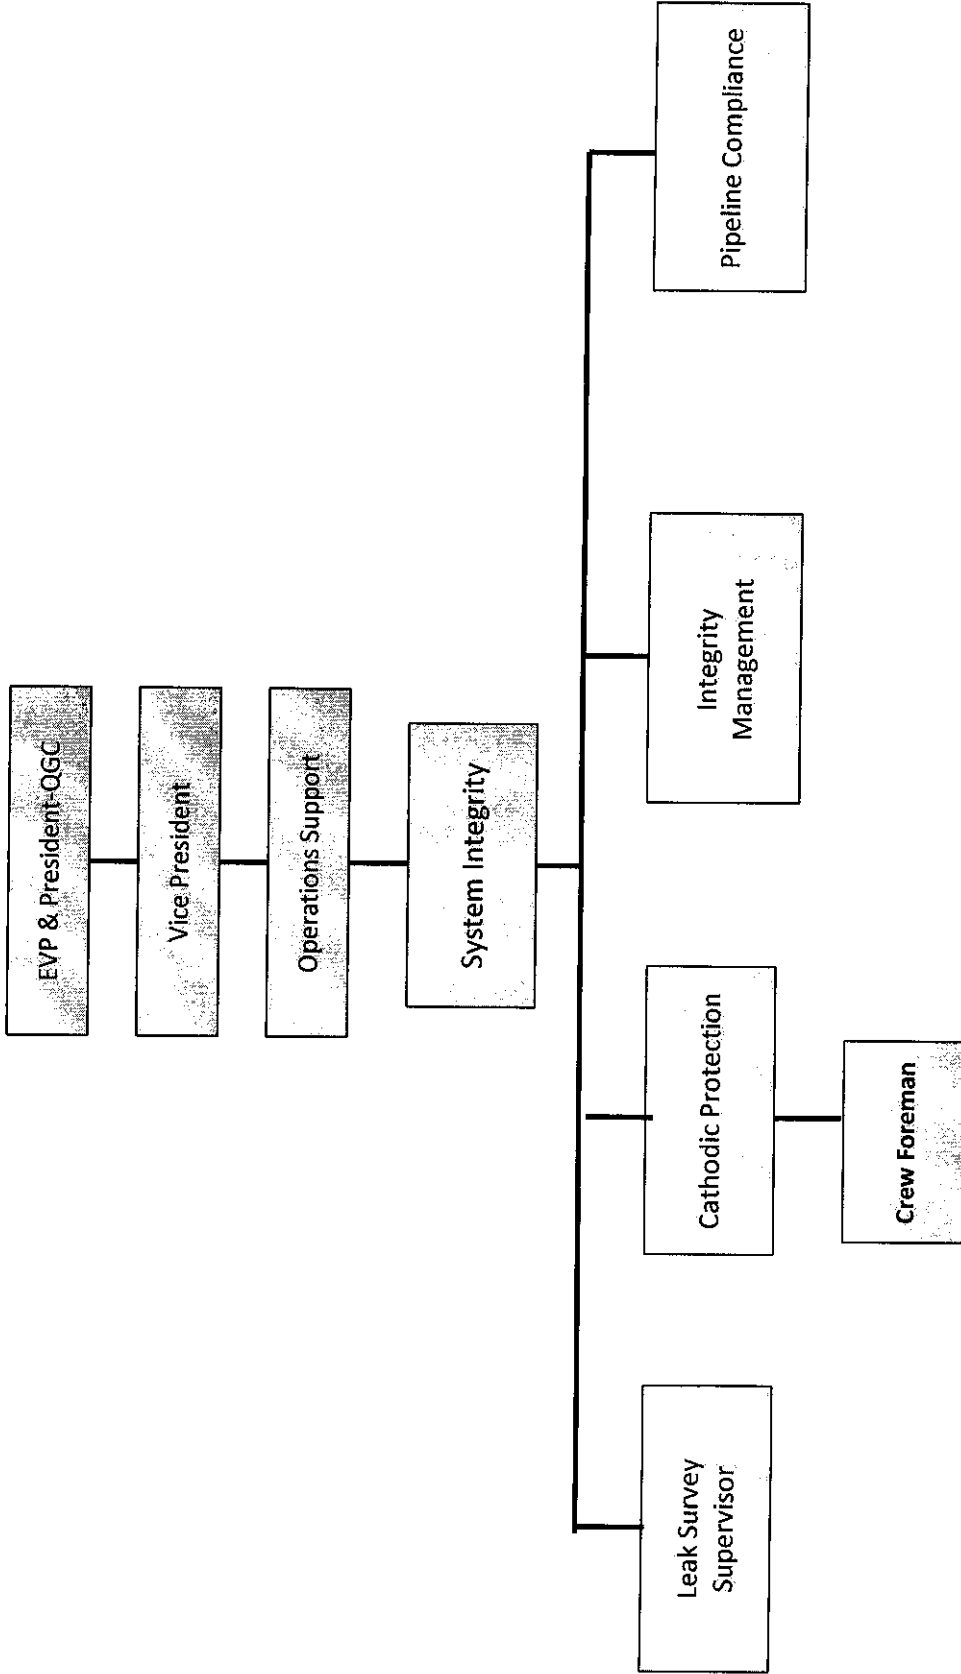 EVP & President-QGC
Vice President
Operations Support
System Integrity
Leak Survey
Supervisor
Cathodic Protection
Integrity
Management
Pipeline Compliance
Crew Foreman